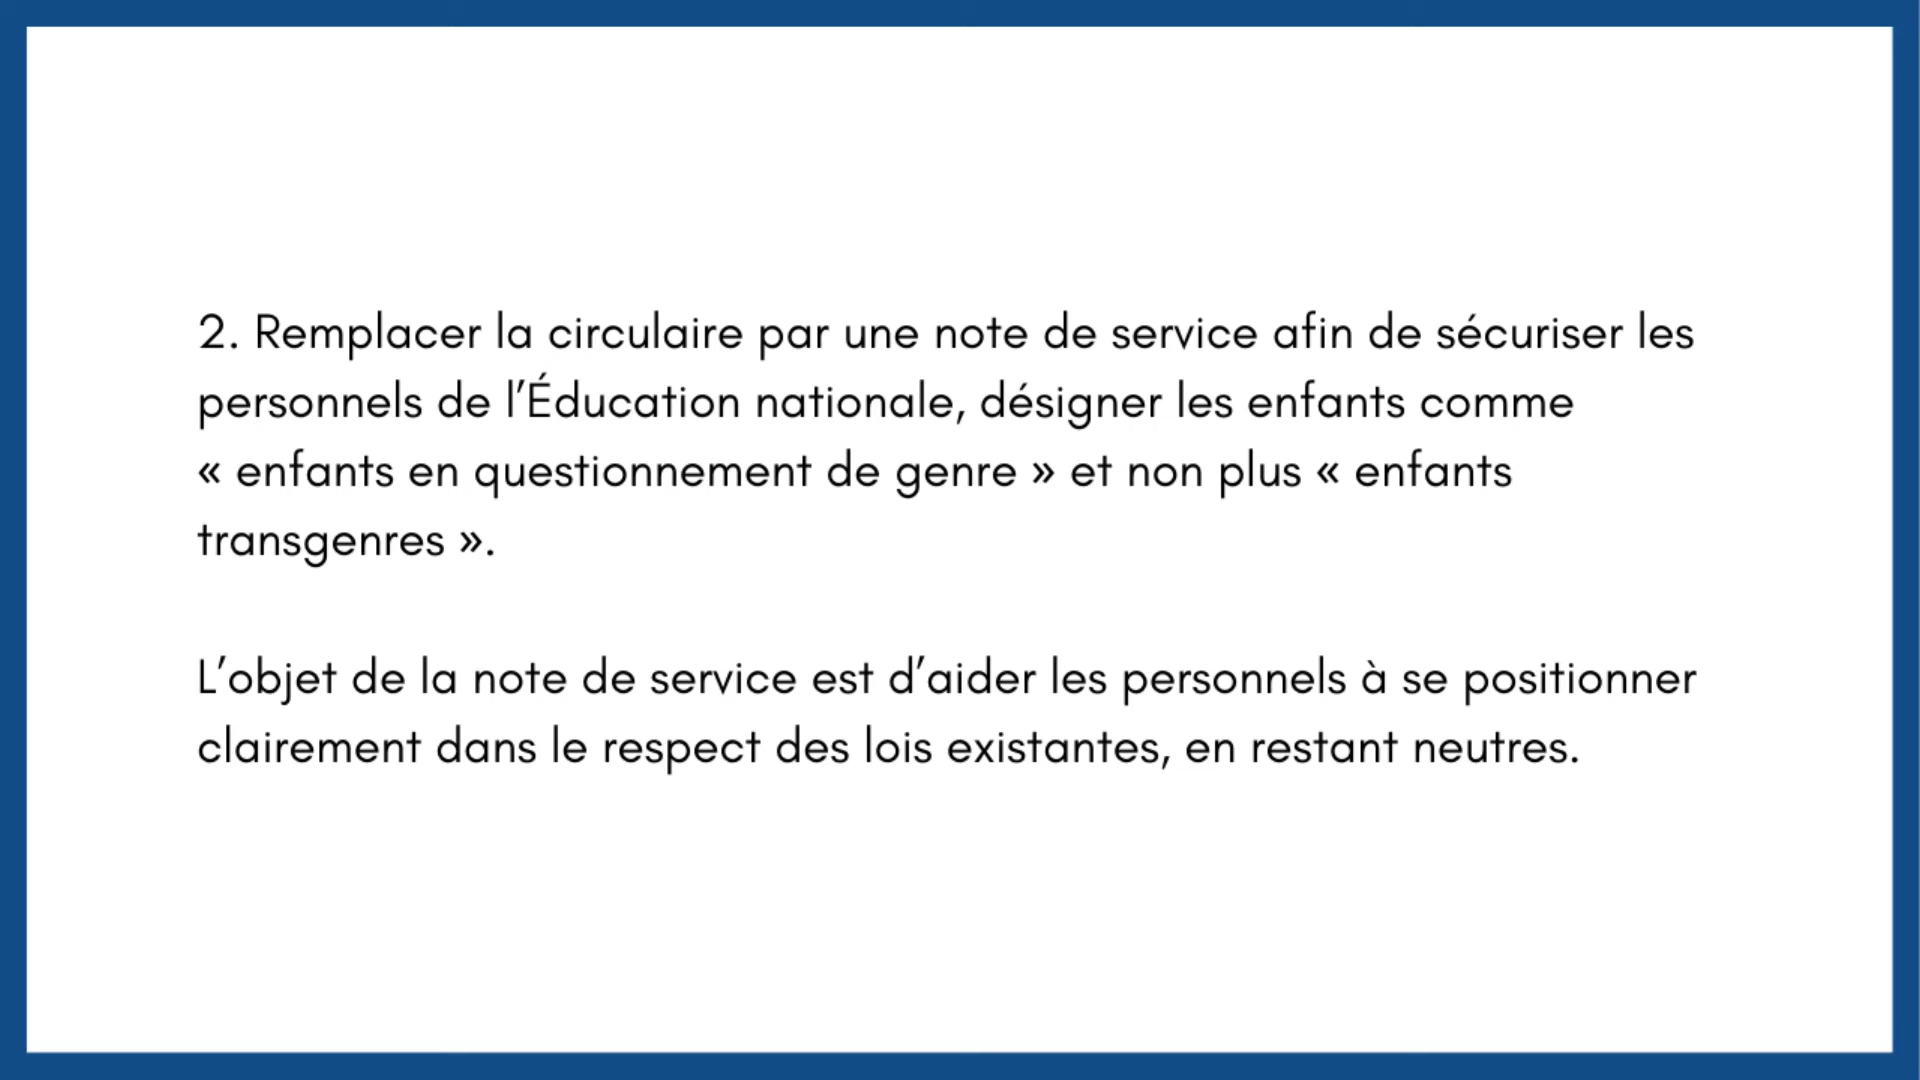 2. Remplacer la circulaire par une note de service afin de sécuriser les
personnels de l’Éducation nationale, désigner les enfants comme
« enfants en questionnement de genre » et non plus « enfants
transgenres ».
L’objet de la note de service est d’aider les personnels à se positionner
clairement dans le respect des lois existantes, en restant neutres.